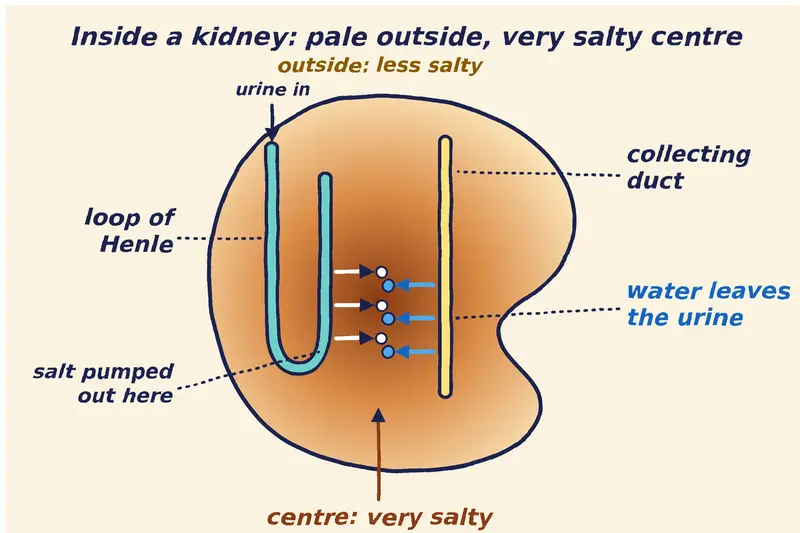 Inside a kidney: pale outside, very salty centre
outside: less salty
urine in
collecting
duct
loop of
Henle
water leaves
the urine
salt pumped
out here
centre: very salty